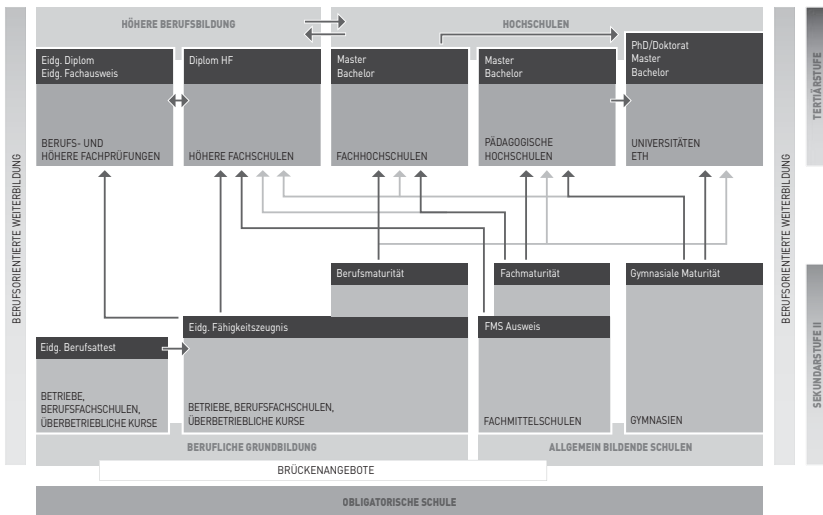 HÖHERE BERUFSBILDUNG
HOCHSCHULEN
Eidg. Diplom
Eidg. Fachausweis
BERUFS- UND
HÖHERE FACHPRÜFUNGEN
Diplom HF
HÖHERE FACHSCHULEN
Master
Bachelor
FACHHOCHSCHULEN
Master
Bachelor
PÄDAGOGISCHE
HOCHSCHULEN
PhD/Doktorat
Master
Bachelor
UNIVERSITÄTEN
ETH
TERTIÄRSTUFE
BERUFSORIENTIERTE WEITERBILDUNG
BERUFSORIENTIERTE WEITERBILDUNG
Berufsmaturität
Fachmaturität
Gymnasiale Maturität
Eidg. Berufsattest
BETRIEBE,
BERUFSFACHSCHULEN,
ÜBERBETRIEBLICHE KURSE
Eidg. Fähigkeitszeugnis
BETRIEBE, BERUFSFACHSCHULEN,
ÜBERBETRIEBLICHE KURSE
FMS Ausweis
FACHMITTELSCHULEN
GYMNASIEN
SEKUNDARSTUFE II
BERUFLICHE GRUNDBILDUNG
ALLGEMEIN BILDENDE SCHULEN
BRÜCKENANGEBOTE
OBLIGATORISCHE SCHULE